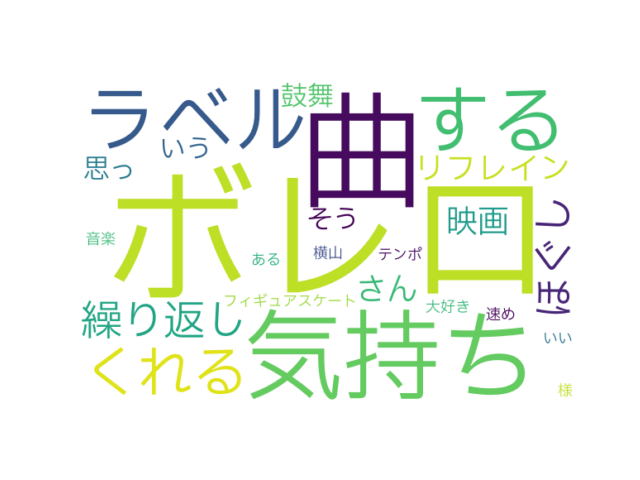 ラベル
鼓舞
曲
する
いう
思っ
リフレイン
ボレロ
そう
映画
まぐし
音楽
ある
横山
テンポ
さん
フィギュアスケート
大好き
速め
繰り返し
気持ち
いい
くれる
様